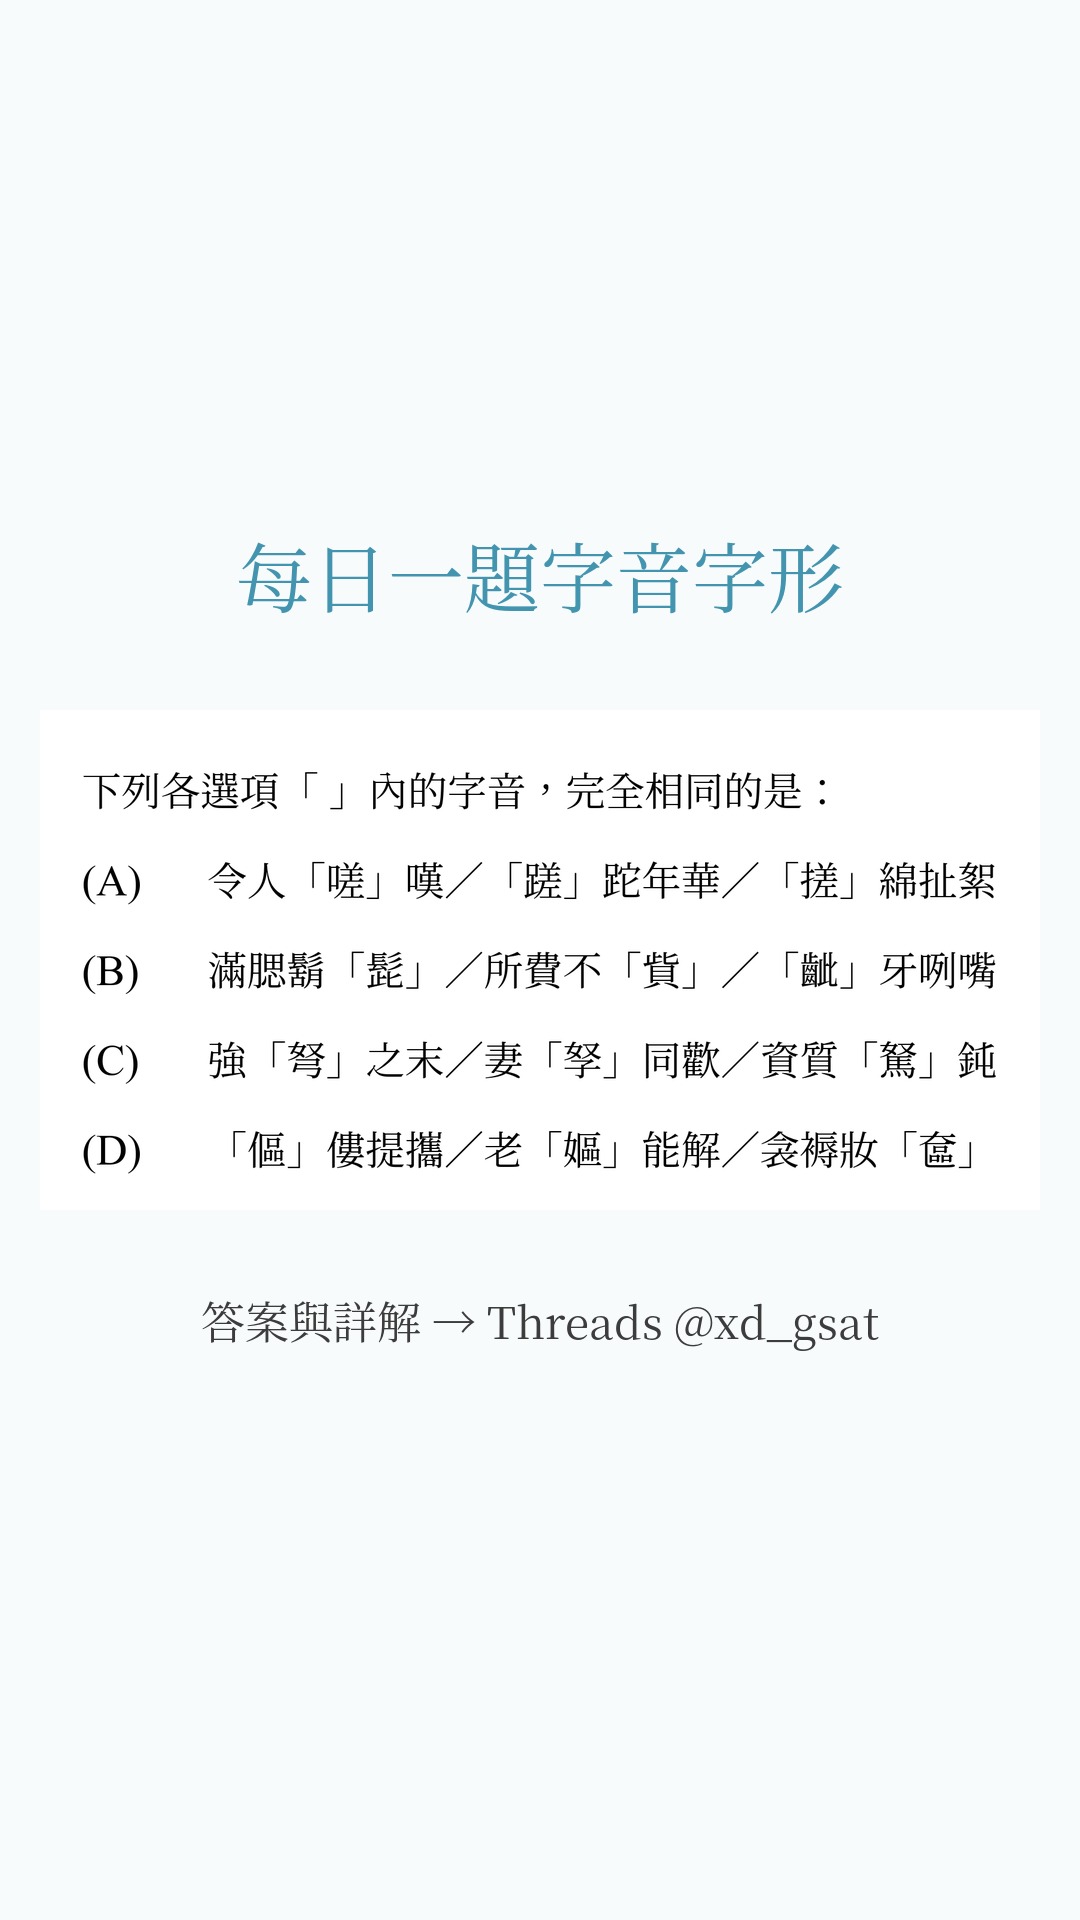 每日一題字音字形
下列各選項「 」內的字音，完全相同的是：
(A) 令人「嗟」嘆／「蹉」跎年華／「搓」綿扯絮
(B) 滿腮鬍「髭」／所費不「貲」／「齜」牙咧嘴
(C) 強「弩」之末／妻「孥」同歡／資質「駑」鈍
(D) 「傴」僂提攜／老「嫗」能解／衾褥妝「奩」
答案與詳解 → Threads @xd_gsat